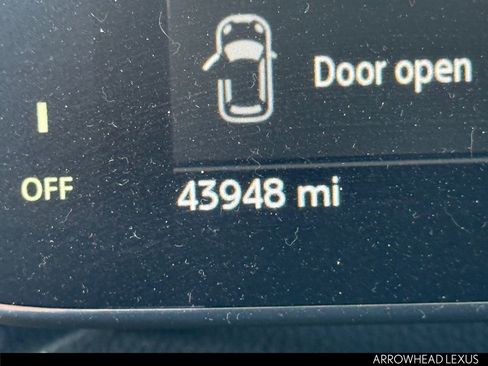 Door open
OFF
43948 mi
ARROWHEAD LEXUS